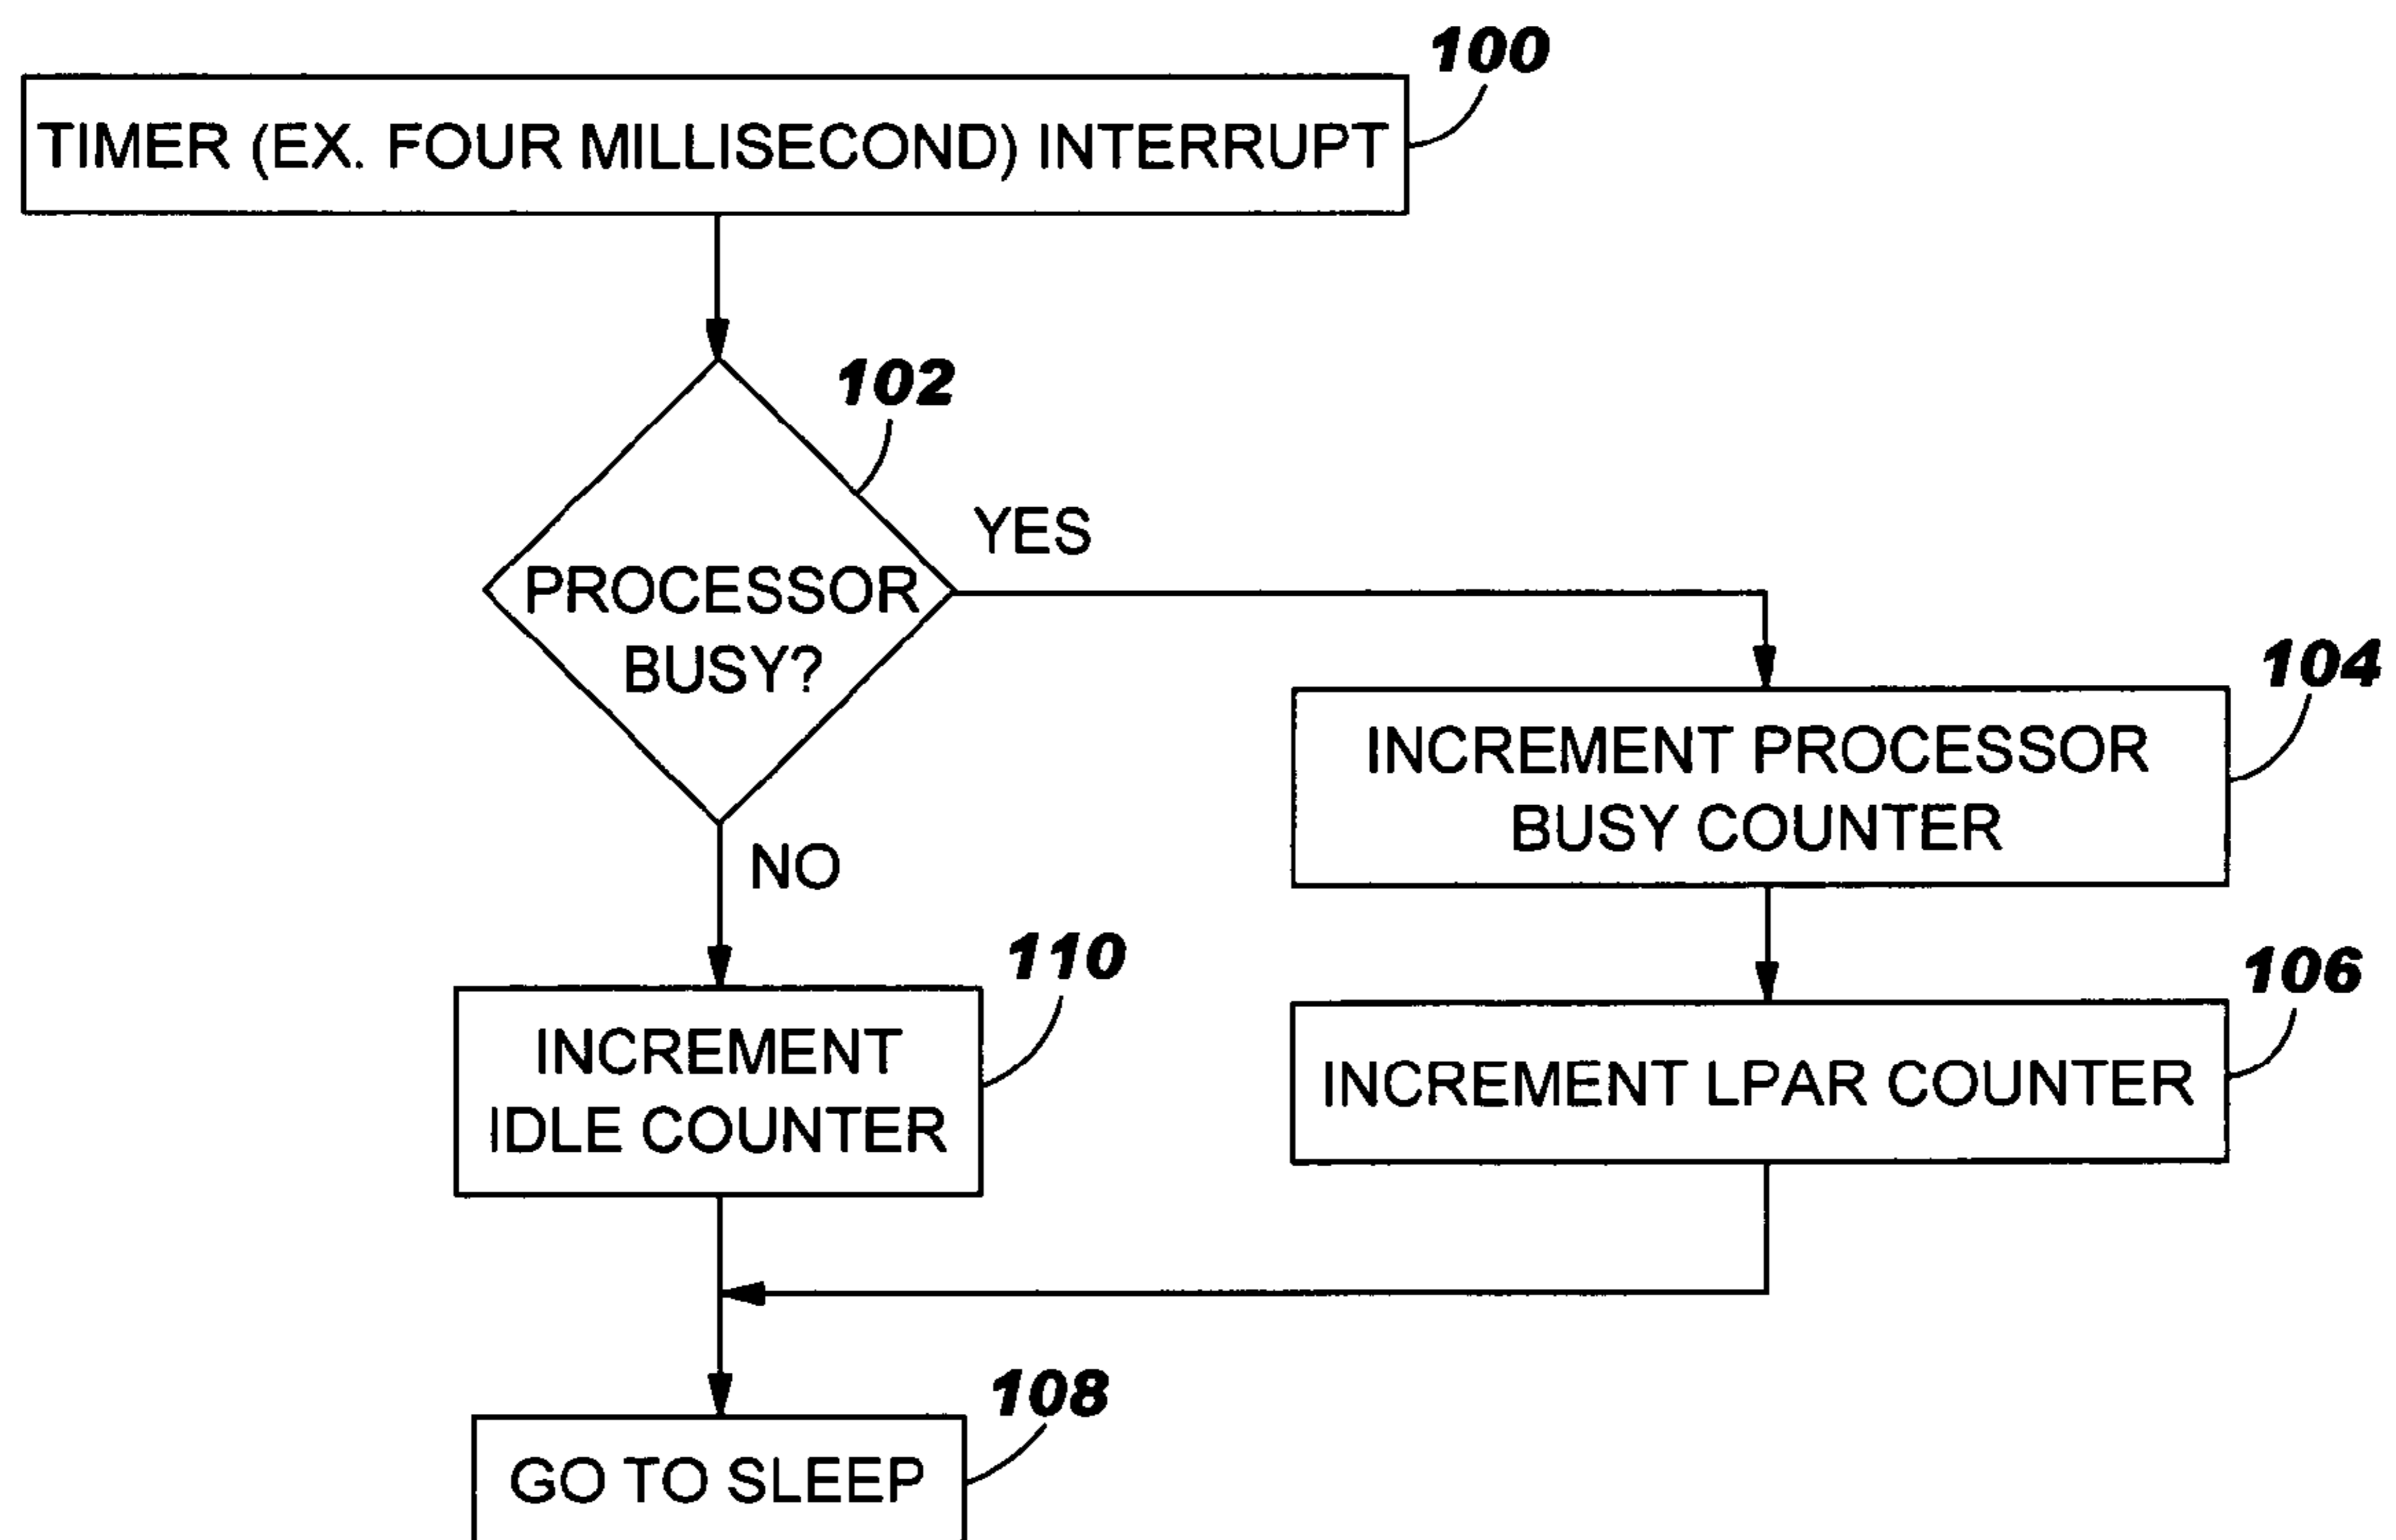 100
TIMER (EX. FOUR MILLISECOND) INTERRUPT
102
YES
PROCESSOR
BUSY?
104
INCREMENT PROCESSOR
BUSY COUNTER
NO
110
106
INCREMENT
IDLE COUNTER
INCREMENT LPAR COUNTER
108
GO TO SLEEP